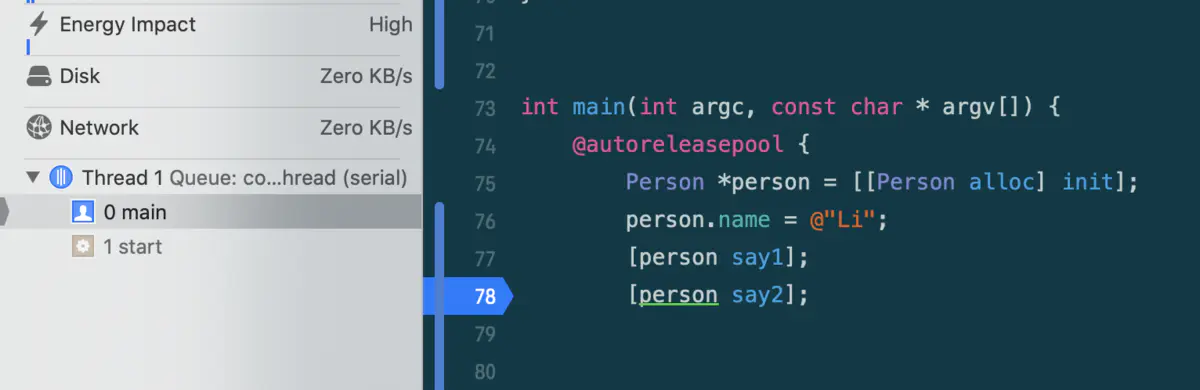 Energy Impact High
Disk Zero KB/s
Network Zero KB/s
Thread 1 Queue: co...hread (serial)
0 main
1 start
71
72
73 int main(int argc, const char * argv[]) {
74 @autoreleasepool {
75 Person *person = [[Person alloc] init];
76 person.name = @"Li";
77 [person say1];
78 [person say2];
79
80